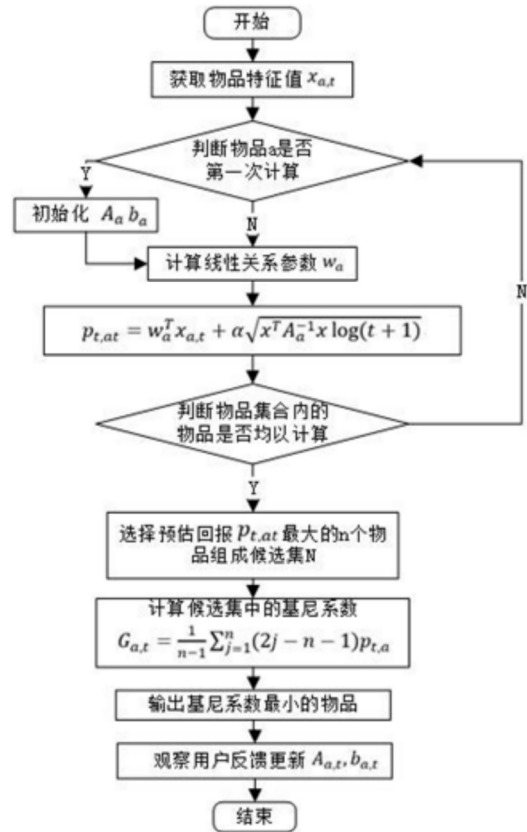 开始
获取物品特征值 $x_{a,t}$
判断物品a是否
第一次计算
Y
初始化 $A_a$ $b_a$
N
计算线性关系参数 $w_a$
N
$p_{t,at} = w_a^T x_{a,t} + \alpha\sqrt{x^T A_a^{-1} x \log(t+1)}$
判断物品集合内的
物品是否均以计算
Y
选择预估回报 $p_{t,at}$ 最大的n个物
品组成候选集N
计算候选集中的基尼系数
$G_{a,t} = \frac{1}{n-1}\sum_{j=1}^{n}(2j-n-1)p_{t,a}$
输出基尼系数最小的物品
观察用户反馈更新 $A_{a,t}, b_{a,t}$
结束